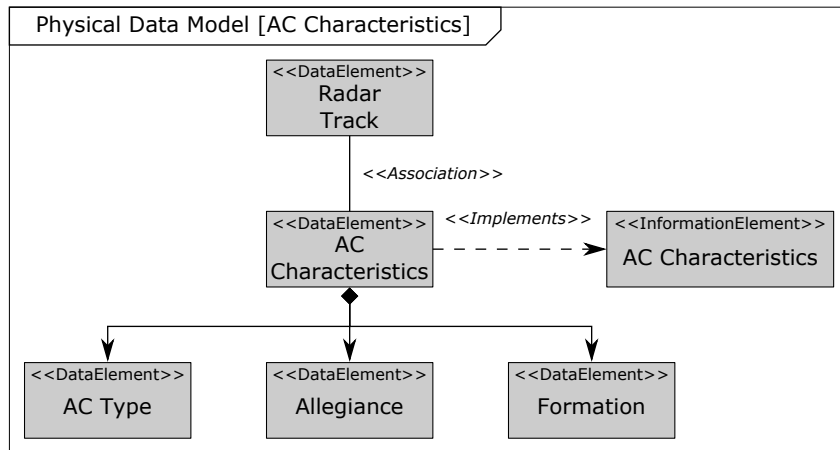 Physical Data Model [AC Characteristics]
<<DataElement>>
Radar
Track
<<Association>>
<<DataElement>>
AC
Characteristics
<<Implements>>
<<InformationElement>>
AC Characteristics
<<DataElement>>
AC Type
<<DataElement>>
Allegiance
<<DataElement>>
Formation